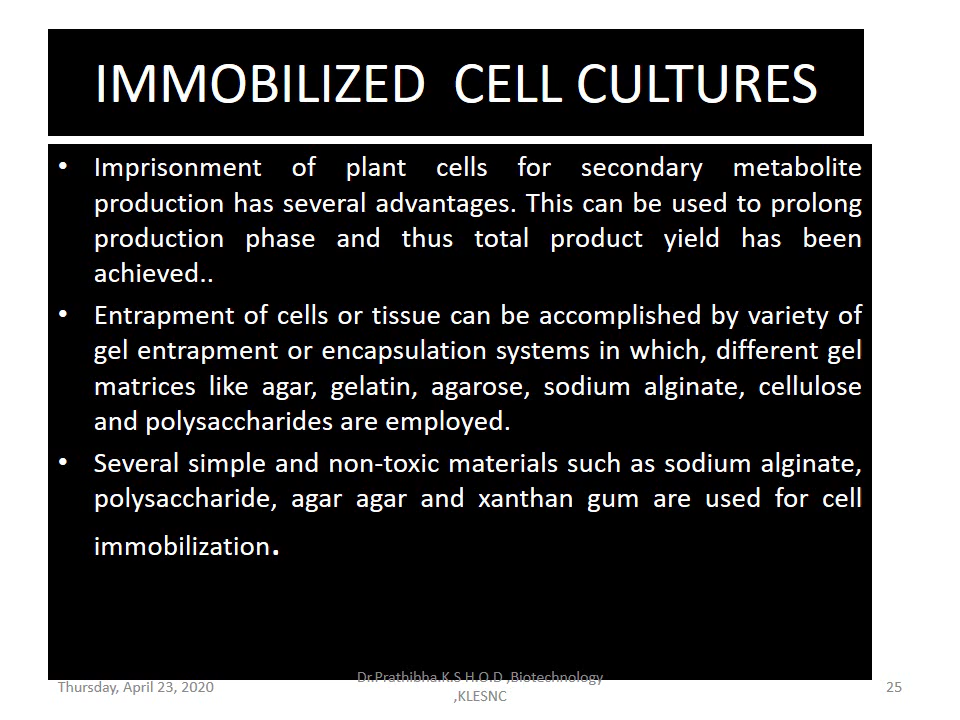 IMMOBILIZED CELL CULTURES
• Imprisonment of plant cells for secondary metabolite
production has several advantages. This can be used to prolong
production phase and thus total product yield has been
achieved..
• Entrapment of cells or tissue can be accomplished by variety of
gel entrapment or encapsulation systems in which, different gel
matrices like agar, gelatin, agarose, sodium alginate, cellulose
and polysaccharides are employed.
• Several simple and non-toxic materials such as sodium alginate,
polysaccharide, agar agar and xanthan gum are used for cell
immobilization.
Thursday, April 23, 2020
Dr.Prathibha.K.S H.O.D ,Biotechnology
,KLESNC
25